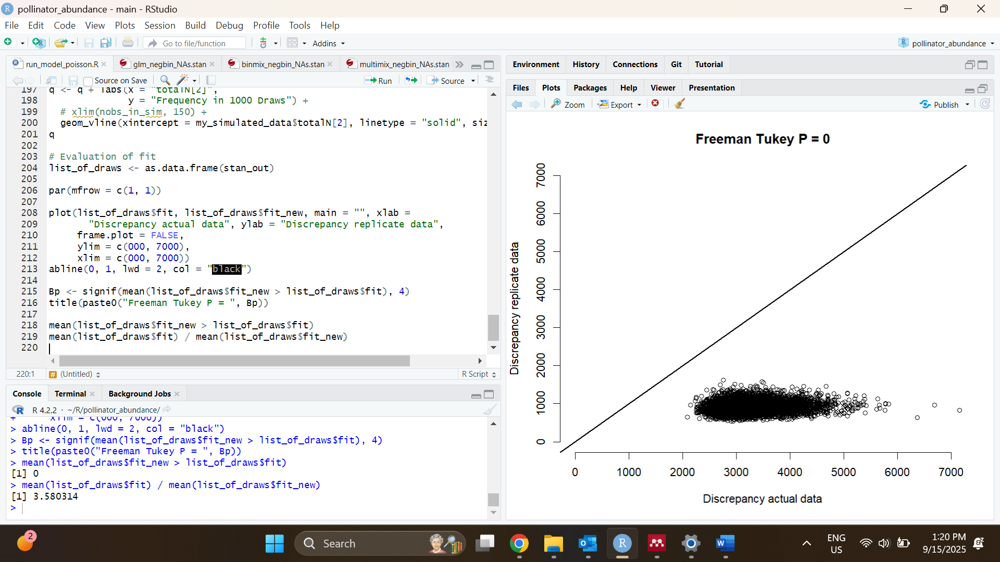 pollinator_abundance - main - RStudio
File Edit Code View Plots Session Build Debug Profile Tools Help
Go to file/function
Addins
pollinator_abundance
run_model_poisson.R
glm_negbin_NAs.stan
binmix_negbin_NAs.stan
multimix_negbin_NAs.stan
Source on Save
Run
Source
197 q <- q + labs(x = "totalN[2]",
198 y = "Frequency in 1000 Draws") +
199 # xlim(nobs_in_sim, 150) +
200 geom_vline(xintercept = my_simulated_data$totalN[2], linetype = "solid", siz
201 q
202
203 # Evaluation of fit
204 list_of_draws <- as.data.frame(stan_out)
205
206 par(mfrow = c(1, 1))
207
208 plot(list_of_draws$fit, list_of_draws$fit_new, main = "", xlab =
209 "Discrepancy actual data", ylab = "Discrepancy replicate data",
210 frame.plot = FALSE,
211 ylim = c(000, 7000),
212 xlim = c(000, 7000))
213 abline(0, 1, lwd = 2, col = "black")
214
215 Bp <- signif(mean(list_of_draws$fit_new > list_of_draws$fit), 4)
216 title(paste0("Freeman Tukey P = ", Bp))
217
218 mean(list_of_draws$fit_new > list_of_draws$fit)
219 mean(list_of_draws$fit) / mean(list_of_draws$fit_new)
220
220:1
# (Untitled)
R Script
Console
Terminal
Background Jobs
R 4.2.2 · ~/R/pollinator_abundance/
+ xlim = c(000, 7000))
> abline(0, 1, lwd = 2, col = "black")
> Bp <- signif(mean(list_of_draws$fit_new > list_of_draws$fit), 4)
> title(paste0("Freeman Tukey P = ", Bp))
> mean(list_of_draws$fit_new > list_of_draws$fit)
[1] 0
> mean(list_of_draws$fit) / mean(list_of_draws$fit_new)
[1] 3.580314
>
Environment History Connections Git Tutorial
Files Plots Packages Help Viewer Presentation
Zoom
Export
Publish
Freeman Tukey P = 0
Discrepancy replicate data
7000
6000
5000
4000
3000
2000
1000
0
0 1000 2000 3000 4000 5000 6000 7000
Discrepancy actual data
2
Search
ENG
US
1:20 PM
9/15/2025